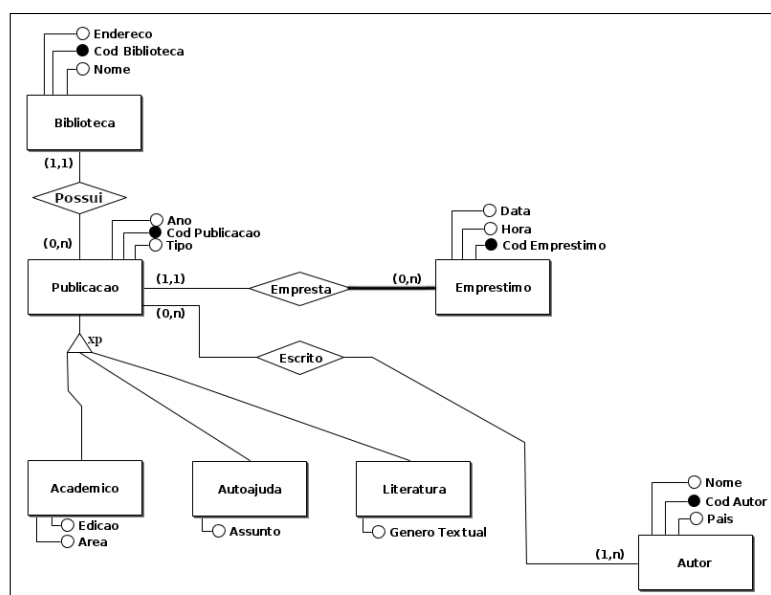 Endereco
Cod Biblioteca
Nome
Biblioteca
(1,1)
Possui
(0,n)
Ano
Cod Publicacao
Tipo
Publicacao
(1,1)
(0,n)
Empresta
(0,n)
Data
Hora
Cod Emprestimo
Emprestimo
xp
Escrito
Academico
Edicao
Area
Autoajuda
Assunto
Literatura
Genero Textual
Nome
Cod Autor
Pais
(1,n)
Autor